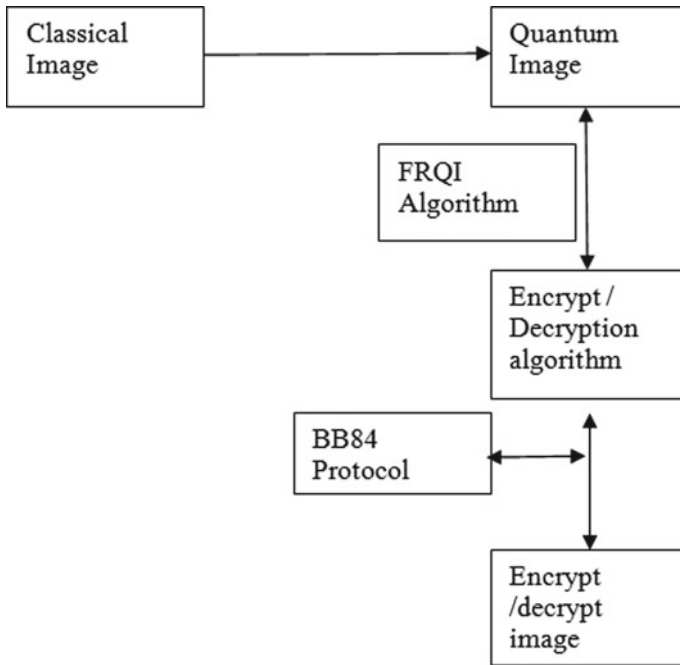 Classical
Image
Quantum
Image
FRQI
Algorithm
Encrypt /
Decryption
algorithm
BB84
Protocol
Encrypt
/decrypt
image